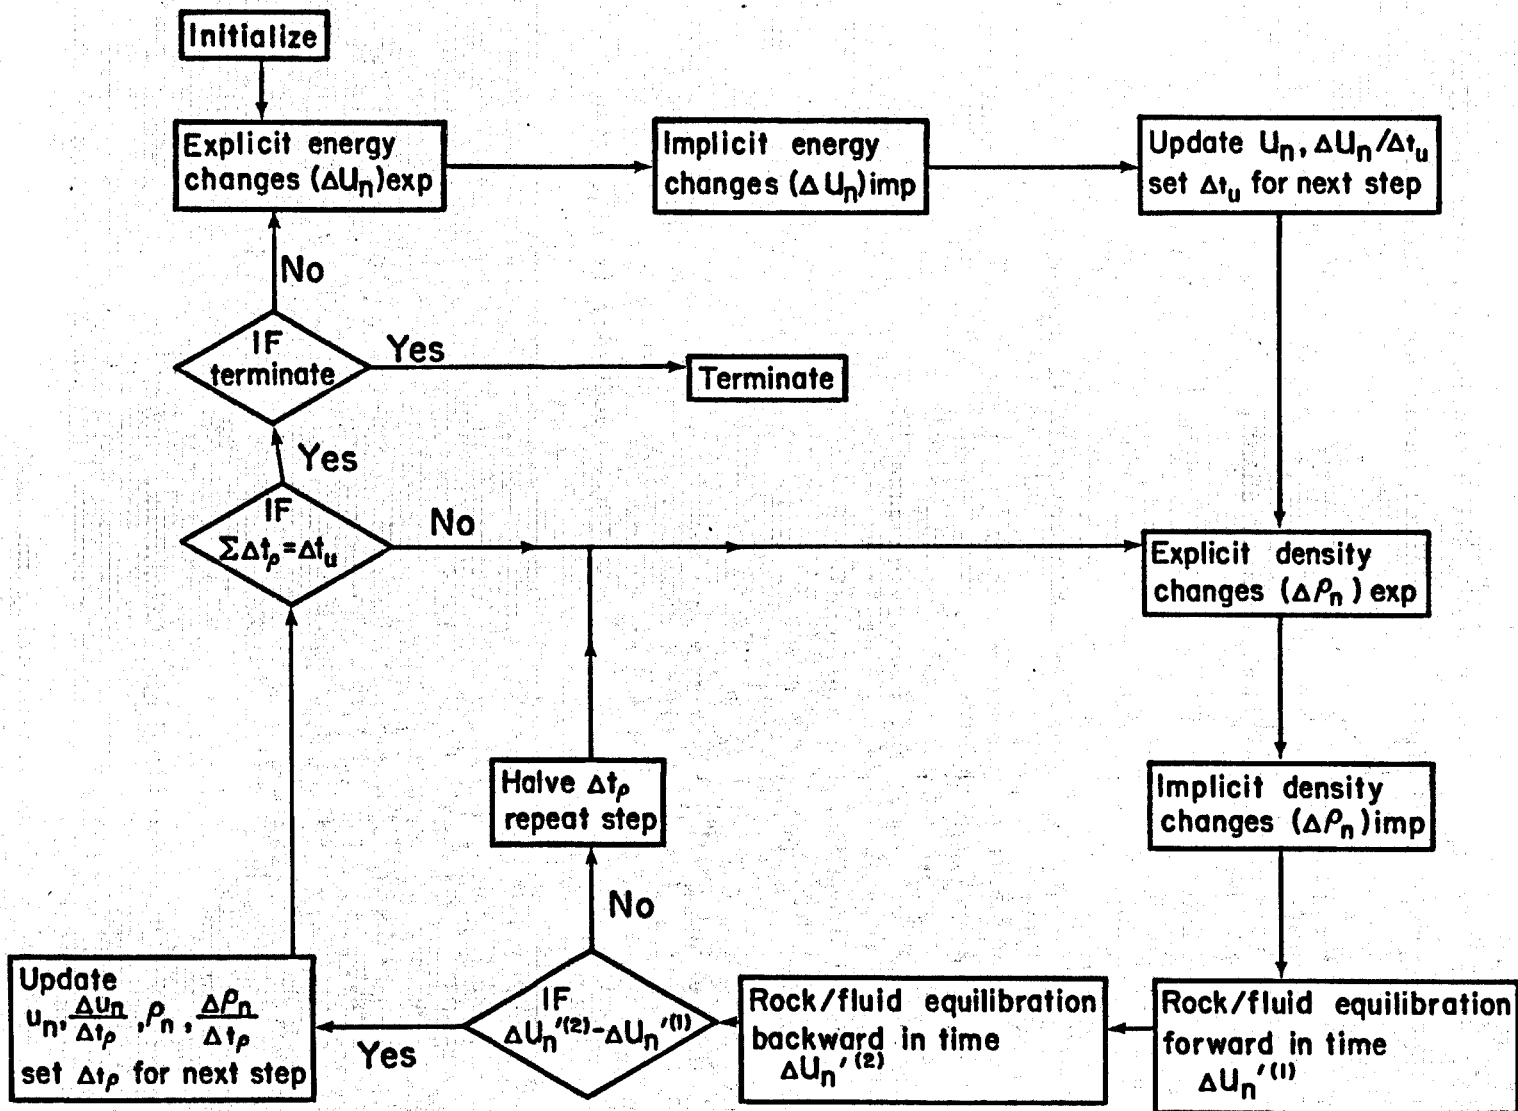 Initialize
Explicit energy
changes (ΔUn)exp
Implicit energy
changes (ΔUn)imp
Update Un, ΔUn/Δtu
set Δtu for next step
No
IF
terminate
Yes
Terminate
Yes
IF
ΣΔtρ=Δtu
No
Explicit density
changes (Δρn) exp
Halve Δtρ
repeat step
Implicit density
changes (Δρn)imp
No
Update
un, Δun/Δtρ, ρn, Δρn/Δtρ
set Δtρ for next step
Yes
IF
ΔUn'(2)-ΔUn'(1)
Rock/fluid equilibration
backward in time
ΔUn'(2)
Rock/fluid equilibration
forward in time
ΔUn'(1)